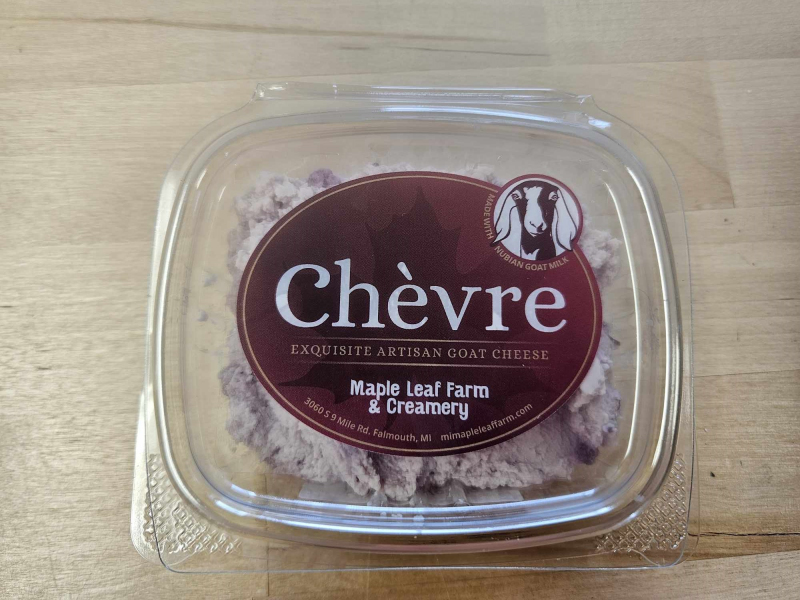 MADE WITH NUBIAN GOAT MILK
Chèvre
EXQUISITE ARTISAN GOAT CHEESE
Maple Leaf Farm
& Creamery
3060 S 9 Mile Rd. Falmouth, MI mimapleleaffarm.com